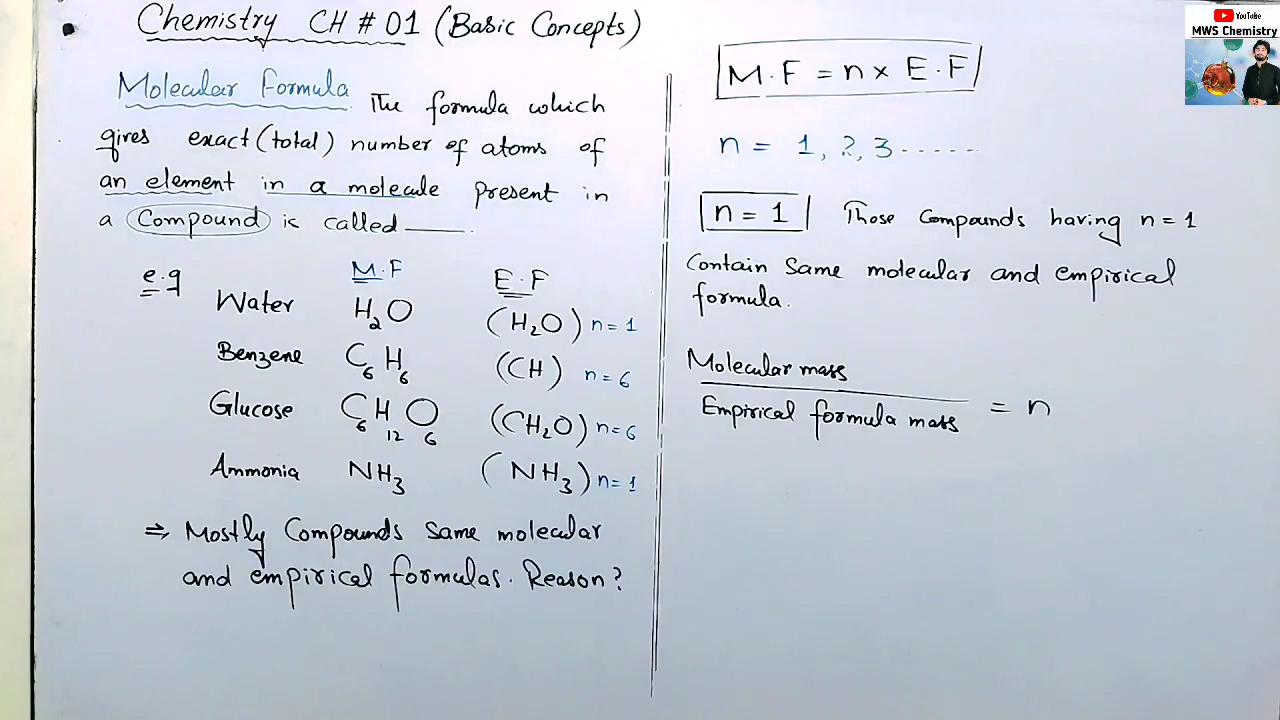 Chemistry CH # 01 (Basic Concepts)
Molecular Formula The formula which
gives exact (total) number of atoms of
an element in a molecule present in
a Compound is called ____.
e.g M.F E.F
Water H₂O (H₂O) n=1
Benzene C₆H₆ (CH) n=6
Glucose C₆H₁₂O₆ (CH₂O) n=6
Ammonia NH₃ (NH₃) n=1
⇒ Mostly Compounds same molecular
and empirical formulas. Reason?
M.F = n × E.F
n = 1, 2, 3 ......
n = 1 Those Compounds having n = 1
Contain Same molecular and empirical
formula.
Molecular mass
Empirical formula mass = n
YouTube
MWS Chemistry